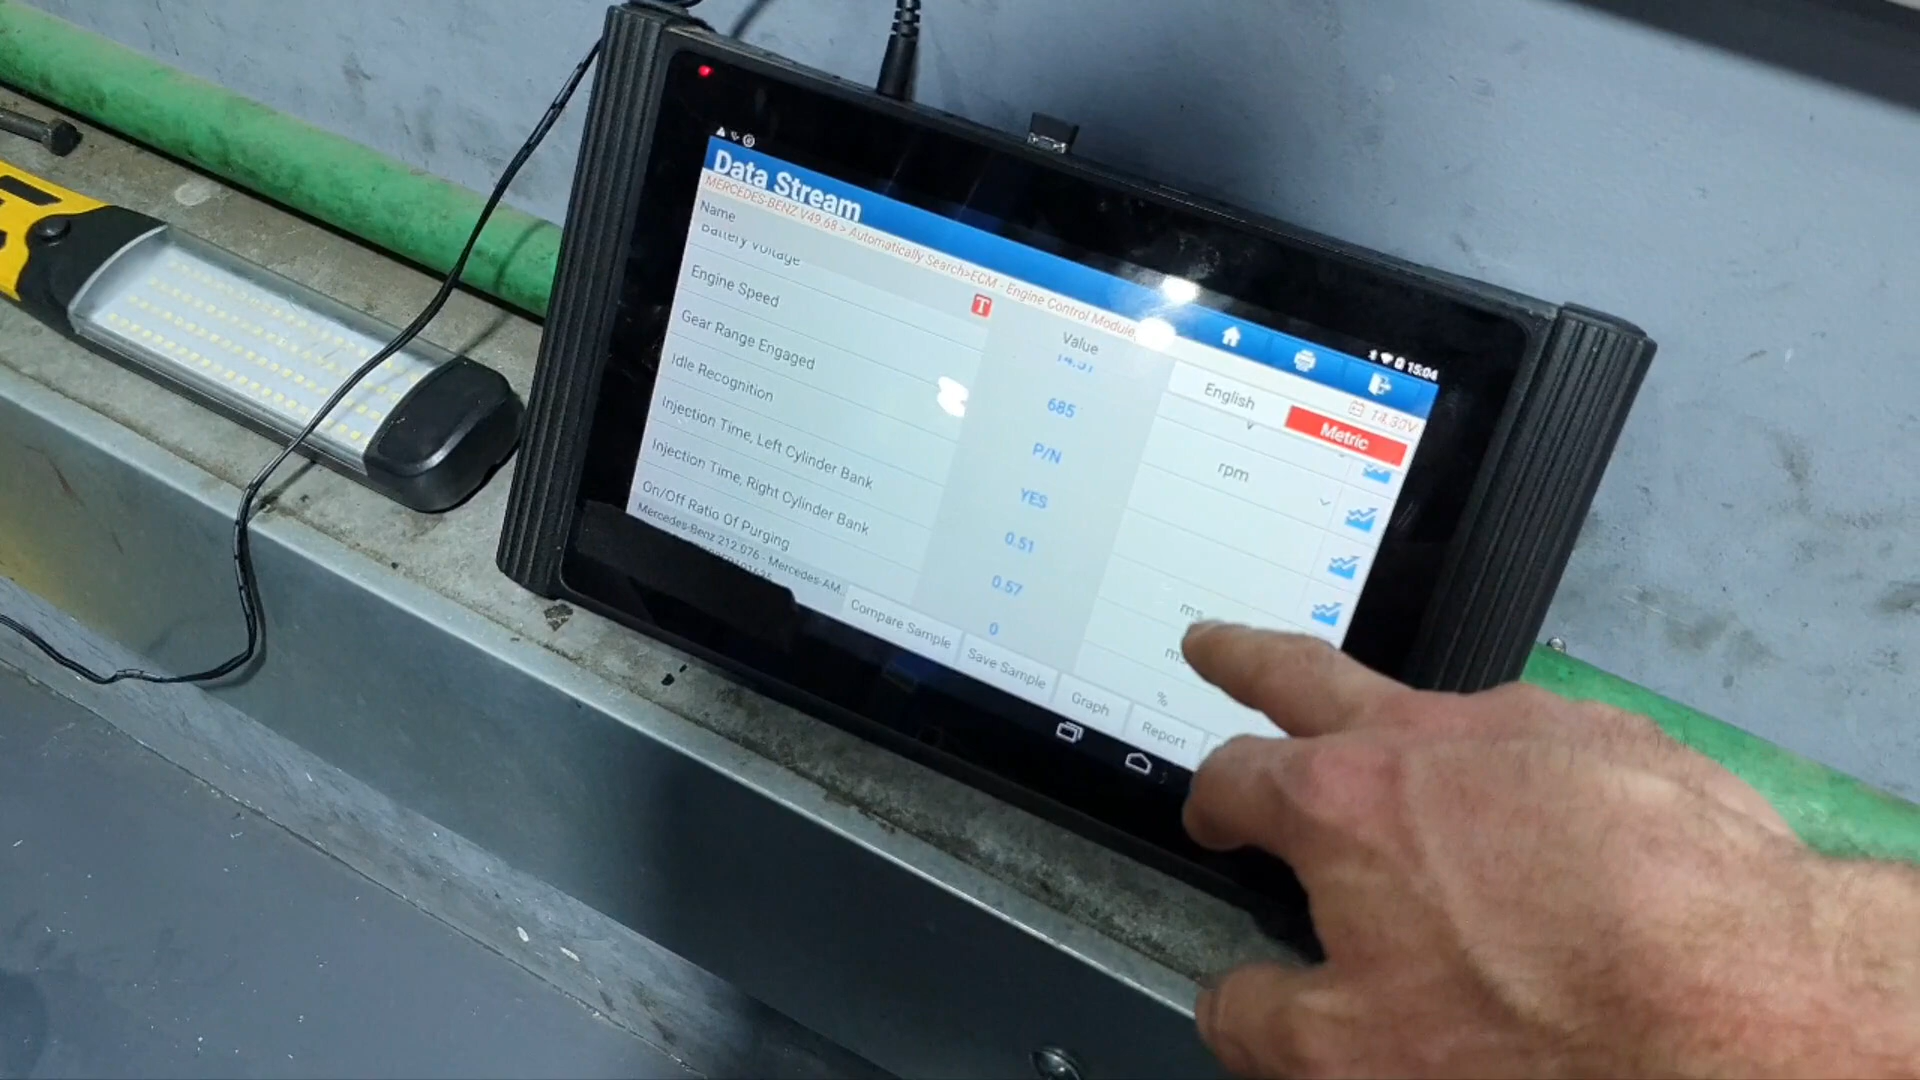 Data Stream
MERCEDES-BENZ V49.68 > Automatically Search>ECM - Engine Control Module
15:04
14.30V
Name
Value
English
Metric
Battery Voltage
Engine Speed
685
rpm
Gear Range Engaged
P/N
Idle Recognition
YES
Injection Time, Left Cylinder Bank
0.51
ms
Injection Time, Right Cylinder Bank
0.57
ms
On/Off Ratio Of Purging
0
%
Mercedes-Benz 212.076 - Mercedes-AM..
Compare Sample
Save Sample
Graph
Report
T